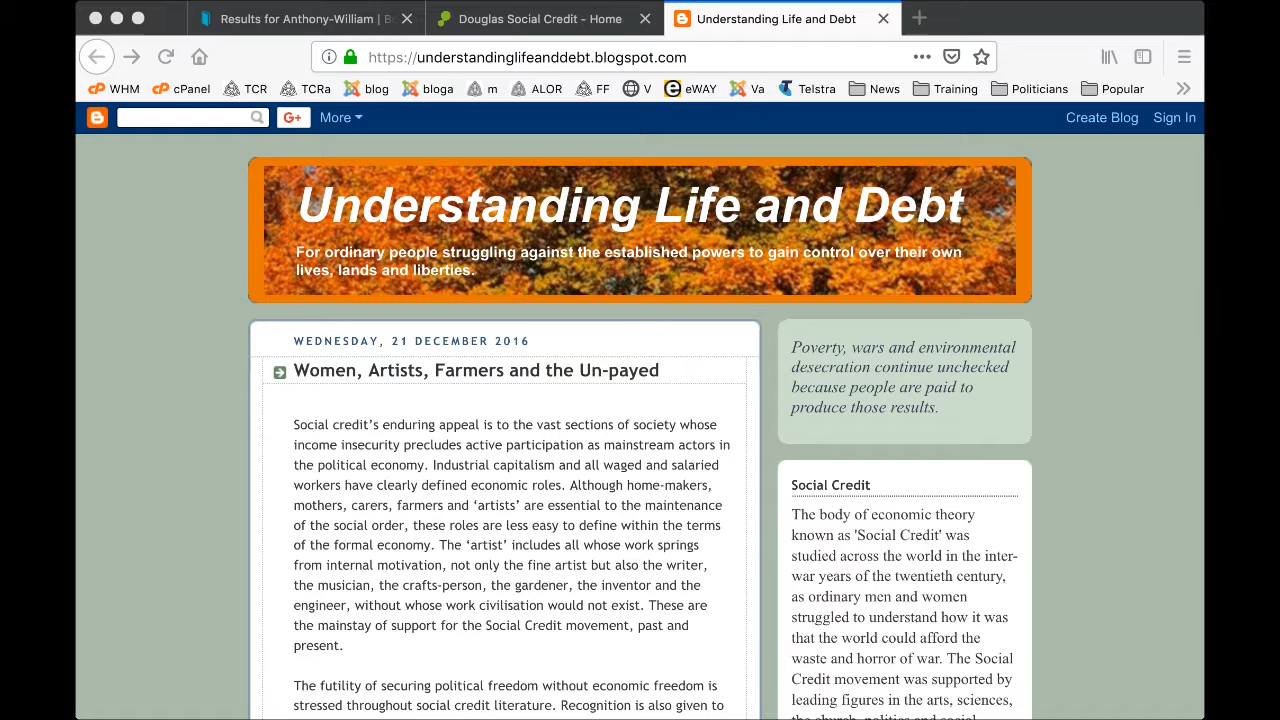 Results for Anthony-William | B
Douglas Social Credit - Home
Understanding Life and Debt
https://understandinglifeanddebt.blogspot.com
WHM
cPanel
TCR
TCRa
blog
bloga
m
ALOR
FF
V
eWAY
Va
Telstra
News
Training
Politicians
Popular
G+
More
Create Blog
Sign In
Understanding Life and Debt
For ordinary people struggling against the established powers to gain control over their own
lives, lands and liberties.
WEDNESDAY, 21 DECEMBER 2016
Women, Artists, Farmers and the Un-payed
Social credit’s enduring appeal is to the vast sections of society whose
income insecurity precludes active participation as mainstream actors in
the political economy. Industrial capitalism and all waged and salaried
workers have clearly defined economic roles. Although home-makers,
mothers, carers, farmers and ‘artists’ are essential to the maintenance
of the social order, these roles are less easy to define within the terms
of the formal economy. The ‘artist’ includes all whose work springs
from internal motivation, not only the fine artist but also the writer,
the musician, the crafts-person, the gardener, the inventor and the
engineer, without whose work civilisation would not exist. These are
the mainstay of support for the Social Credit movement, past and
present.
The futility of securing political freedom without economic freedom is
stressed throughout social credit literature. Recognition is also given to
Poverty, wars and environmental
desecration continue unchecked
because people are paid to
produce those results.
Social Credit
The body of economic theory
known as 'Social Credit' was
studied across the world in the inter-
war years of the twentieth century,
as ordinary men and women
struggled to understand how it was
that the world could afford the
waste and horror of war. The Social
Credit movement was supported by
leading figures in the arts, sciences,
the church, politics and social